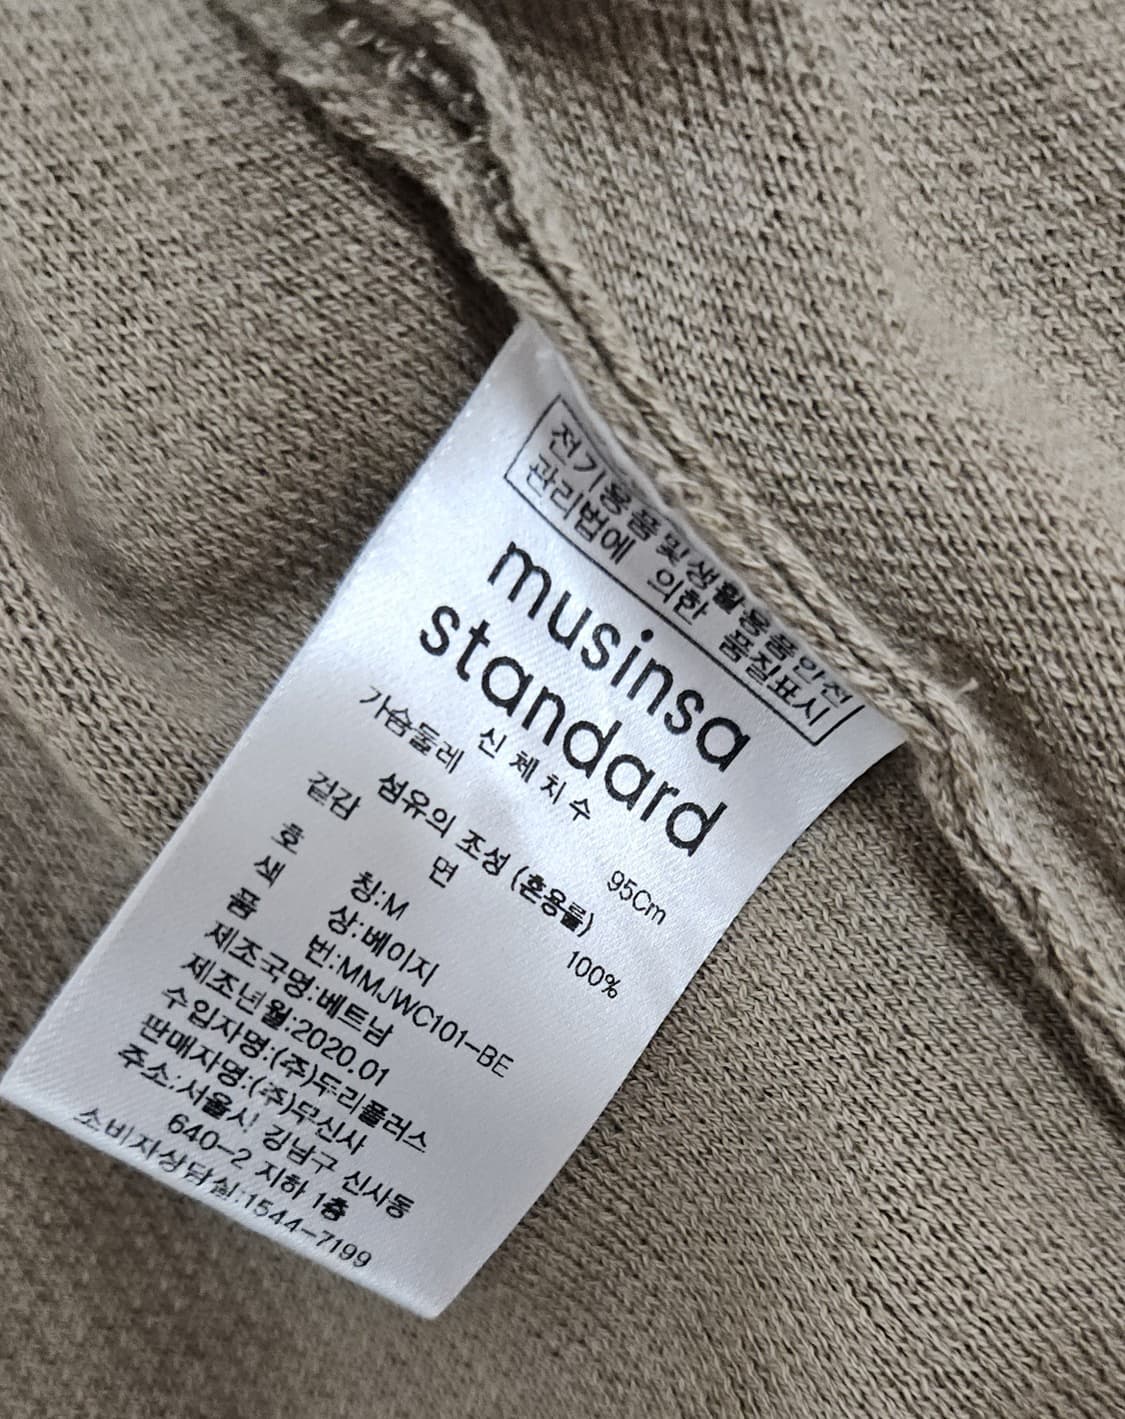 전기용품및생활용품안전
관리법에 의한 품질표시
musinsa
standard
신체치수
가슴둘레 95Cm
섬유의 조성 (혼용률)
겉감 면 100%
호 칭:M
색 상:베이지
품 번:MMJWC101-BE
제조국명:베트남
제조년월:2020.01
수입자명:(주)두리플러스
판매자명:(주)무신사
주소:서울시 강남구 신사동
640-2 지하 1층
소비자상담실:1544-7199